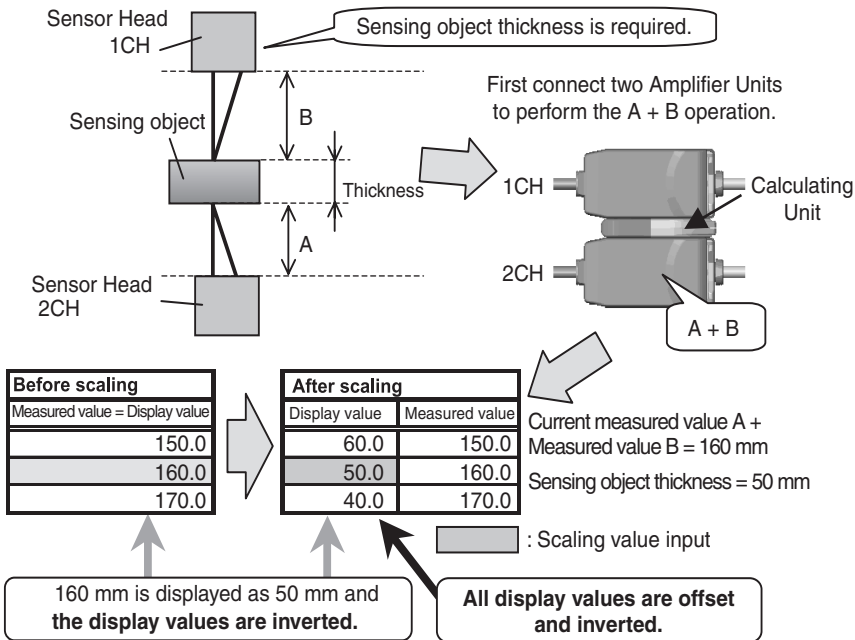 Sensor Head
1CH
Sensing object thickness is required.
B
Sensing object
Thickness
A
Sensor Head
2CH
First connect two Amplifier Units
to perform the A + B operation.
1CH
Calculating
Unit
2CH
A + B
Before scaling
Measured value = Display value
150.0
160.0
170.0
After scaling
Display value Measured value
60.0 150.0
50.0 160.0
40.0 170.0
Current measured value A +
Measured value B = 160 mm
Sensing object thickness = 50 mm
: Scaling value input
160 mm is displayed as 50 mm and
the display values are inverted.
All display values are offset
and inverted.